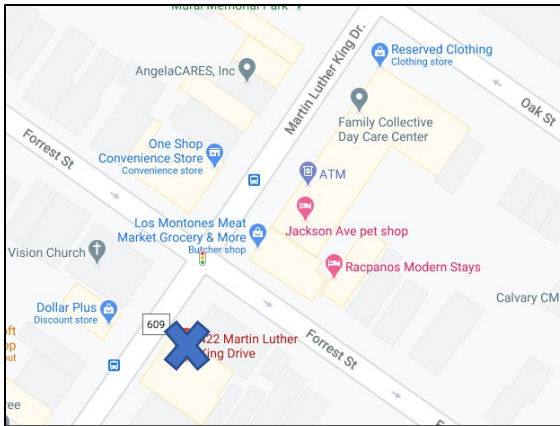 Mural Memorial Park
Martin Luther King Dr.
Reserved Clothing
Clothing store
AngelaCARES, Inc
Oak St
Family Collective
Day Care Center
Forrest St
One Shop
Convenience Store
Convenience store
ATM
Los Montones Meat
Market Grocery & More
Butcher shop
Jackson Ave pet shop
Vision Church
Racpanos Modern Stays
Calvary CM
Dollar Plus
Discount store
609
422 Martin Luther
King Drive
Forrest St
out